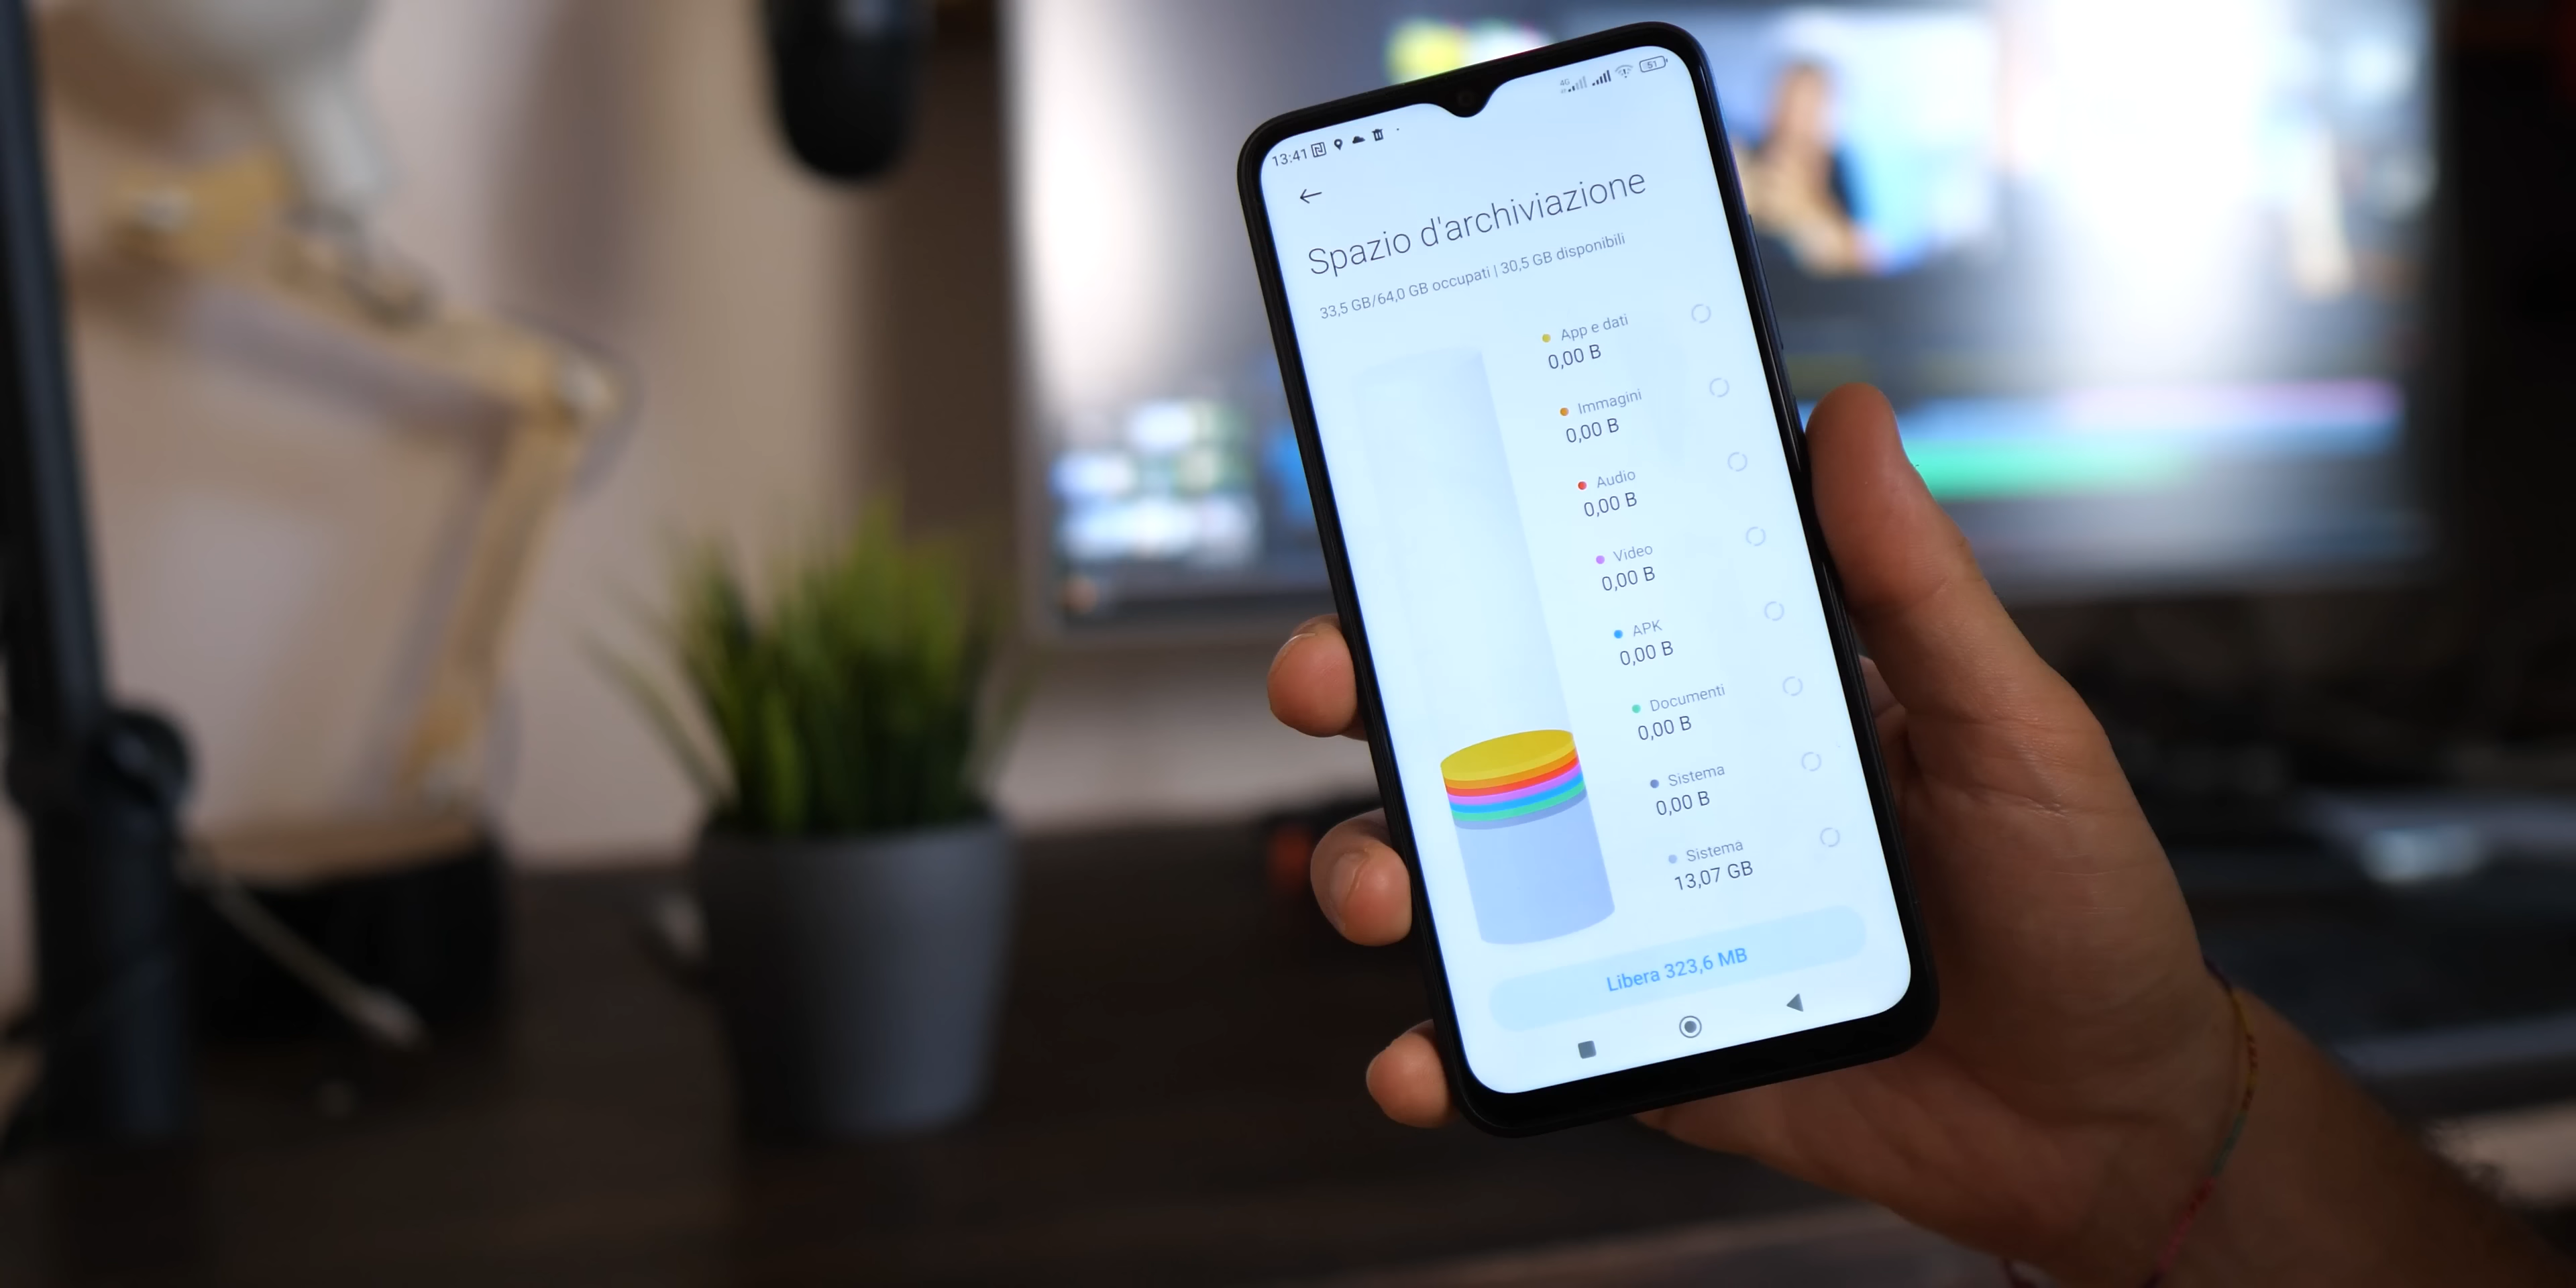 13:41
4G
51
Spazio d'archiviazione
33,5 GB/64,0 GB occupati | 30,5 GB disponibili
App e dati
0,00 B
Immagini
0,00 B
Audio
0,00 B
Video
0,00 B
APK
0,00 B
Documenti
0,00 B
Sistema
0,00 B
Sistema
13,07 GB
Libera 323,6 MB